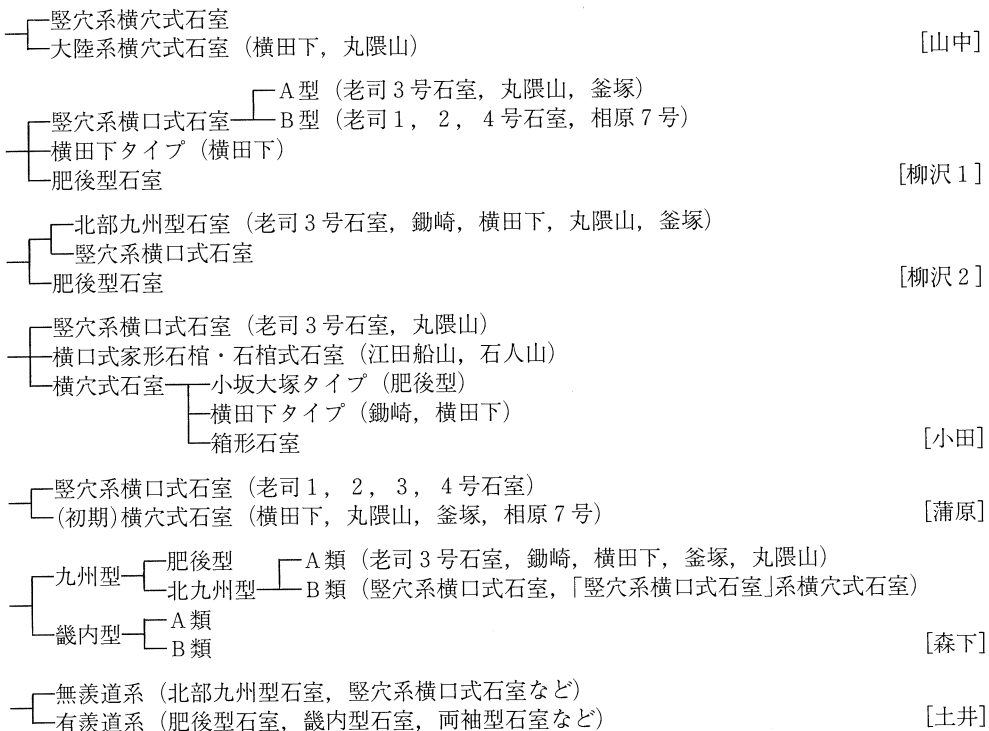 竪穴系横穴式石室
大陸系横穴式石室（横田下，丸隈山） [山中]
A型（老司3号石室，丸隈山，釜塚）
竪穴系横口式石室 B型（老司1，2，4号石室，相原7号）
横田下タイプ（横田下）
肥後型石室 [柳沢1]
北部九州型石室（老司3号石室，鋤崎，横田下，丸隈山，釜塚）
竪穴系横口式石室
肥後型石室 [柳沢2]
竪穴系横口式石室（老司3号石室，丸隈山）
横口式家形石棺・石棺式石室（江田船山，石人山）
横穴式石室 小坂大塚タイプ（肥後型）
横田下タイプ（鋤崎，横田下）
箱形石室 [小田]
竪穴系横口式石室（老司1，2，3，4号石室）
(初期)横穴式石室（横田下，丸隈山，釜塚，相原7号） [蒲原]
九州型 肥後型 A類（老司3号石室，鋤崎，横田下，釜塚，丸隈山）
北九州型 B類（竪穴系横口式石室，「竪穴系横口式石室」系横穴式石室）
畿内型 A類
B類 [森下]
無羨道系（北部九州型石室，竪穴系横口式石室など）
有羨道系（肥後型石室，畿内型石室，両袖型石室など） [土井]